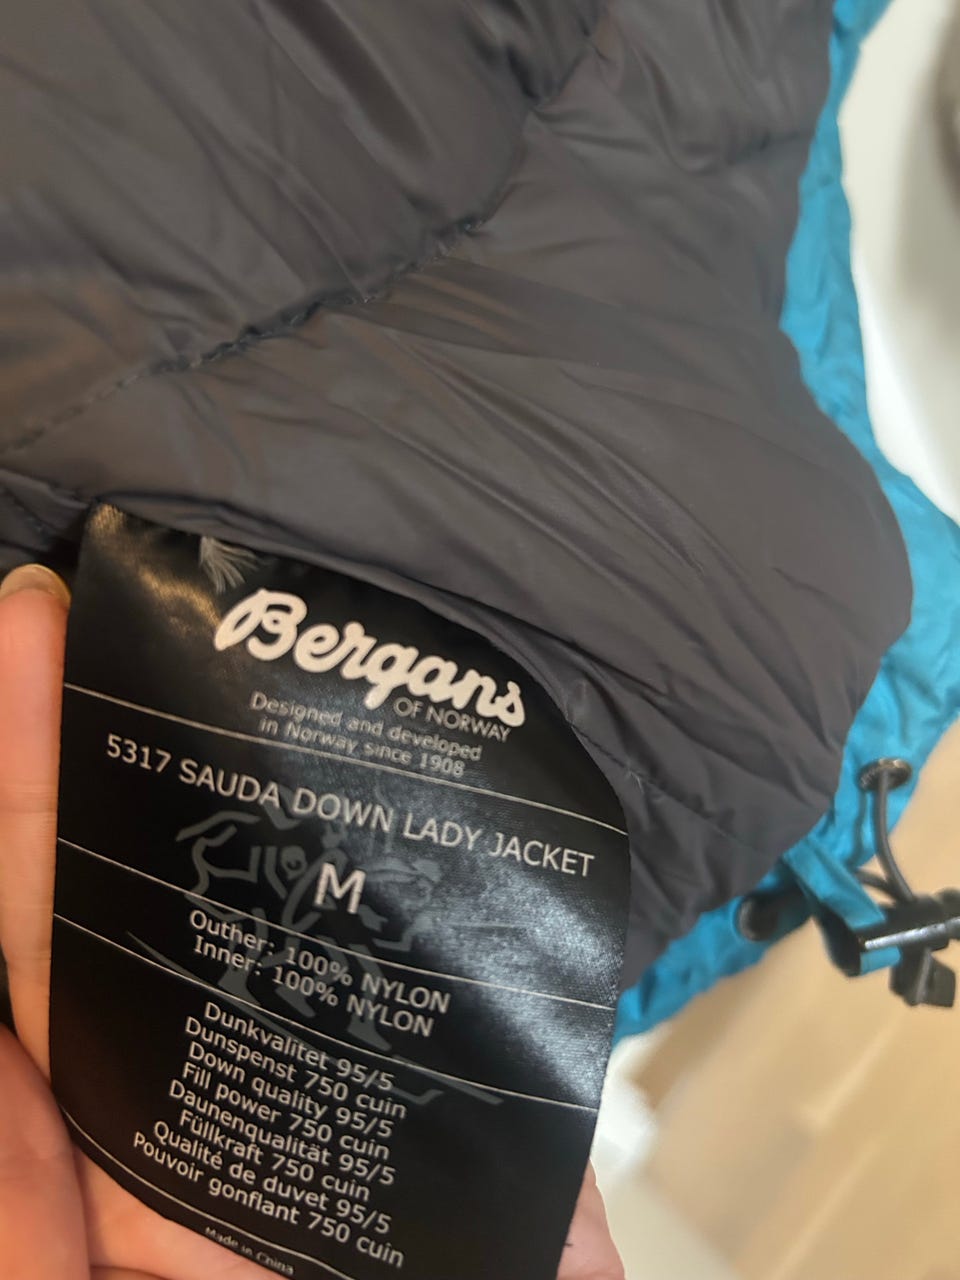 Bergans
OF NORWAY
Designed and developed
in Norway since 1908
5317 SAUDA DOWN LADY JACKET
M
Outher: 100% NYLON
Inner: 100% NYLON
Dunkvalitet 95/5
Dunspenst 750 cuin
Down quality 95/5
Fill power 750 cuin
Daunenqualität 95/5
Füllkraft 750 cuin
Qualité de duvet 95/5
Pouvoir gonflant 750 cuin
Made in China